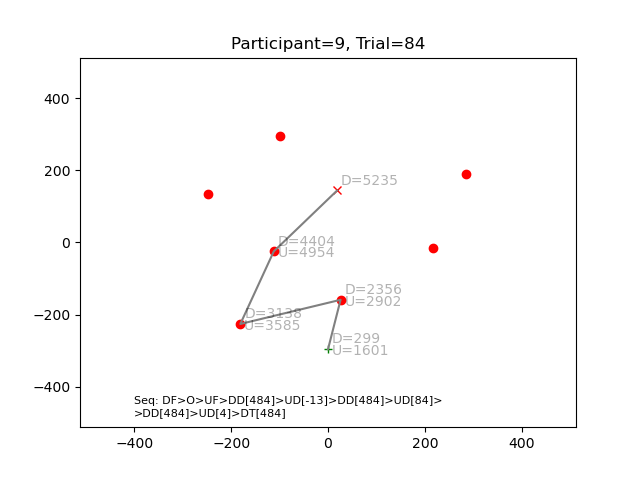 Participant=9, Trial=84
400
200
0
−200
−400
−400
−200
0
200
400
D=5235
D=4404
U=4954
D=2356
U=2902
D=3138
U=3585
D=299
U=1601
Seq: DF>O>UF>DD[484]>UD[-13]>DD[484]>UD[84]>
>DD[484]>UD[4]>DT[484]